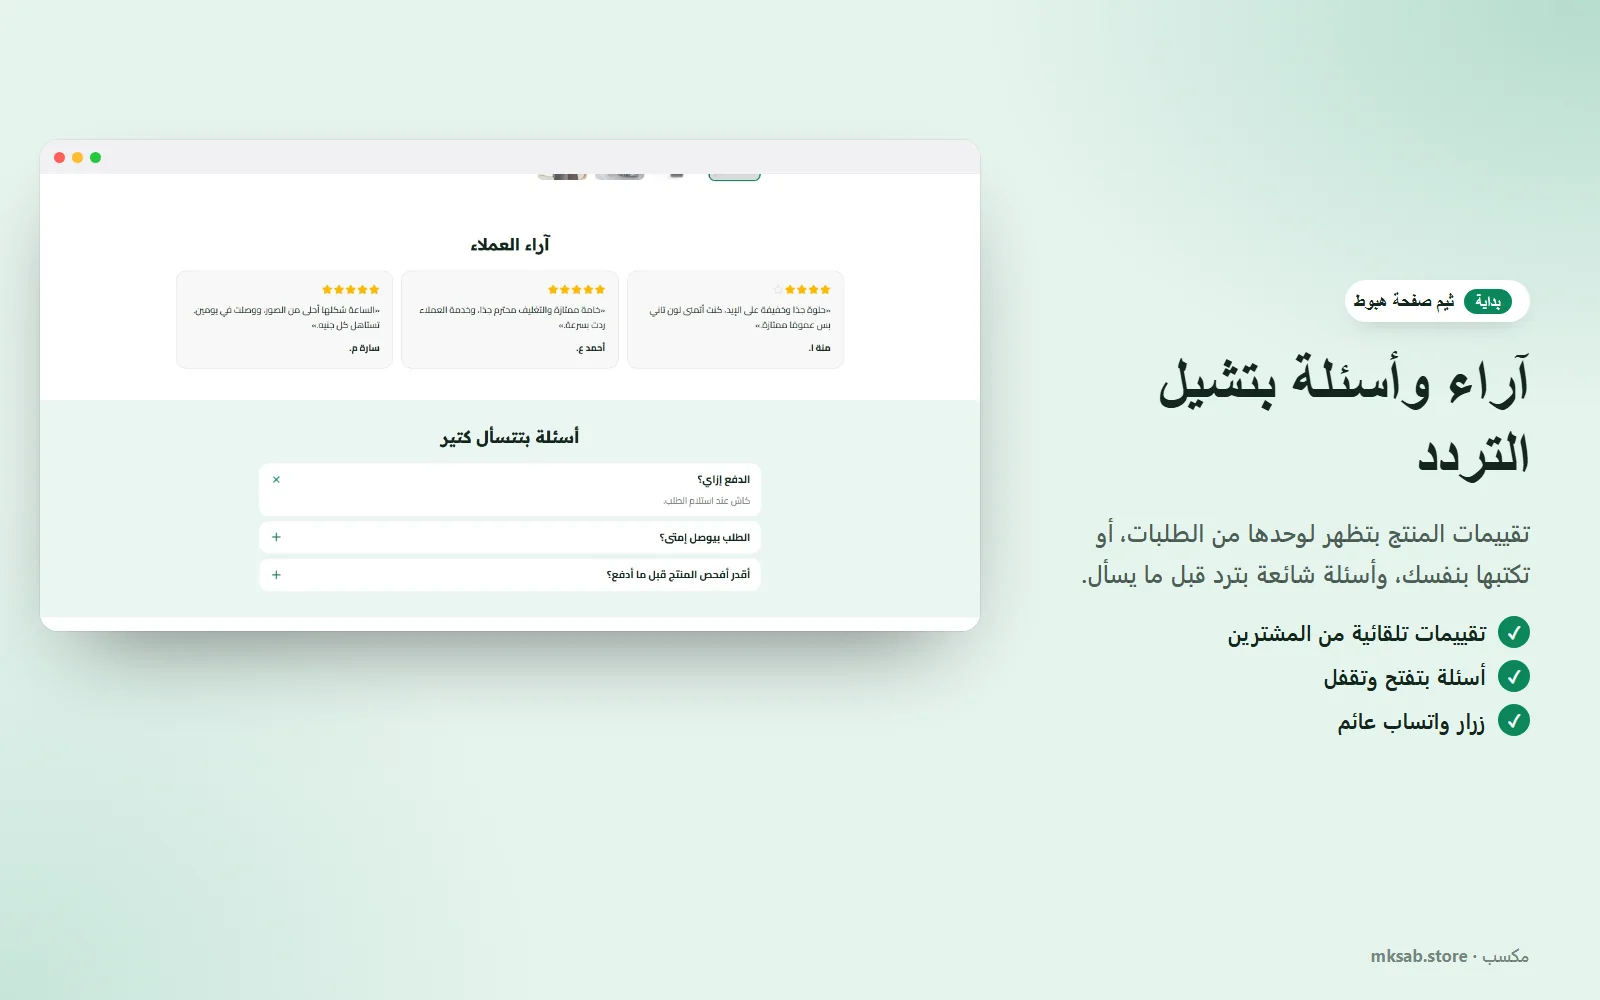 بداية ثيم صفحة هبوط
آراء وأسئلة بتشيل
التردد
تقييمات المنتج بتظهر لوحدها من الطلبات، أو
تكتبها بنفسك، وأسئلة شائعة بترد قبل ما يسأل.
تقييمات تلقائية من المشترين
أسئلة بتفتح وتقفل
زرار واتساب عائم
آراء العملاء
«حلوة جدًا وخفيفة على الإيد، كنت أتمنى لون تاني
بس عمومًا ممتازة.»
منة ا.
«خامة ممتازة والتغليف محترم جدًا، وخدمة العملاء
ردت بسرعة.»
أحمد ع.
«الساعة شكلها أحلى من الصور، ووصلت في يومين.
تستاهل كل جنيه.»
سارة م.
أسئلة بتتسأل كتير
الدفع إزاي؟
كاش عند استلام الطلب.
الطلب بيوصل إمتى؟
أقدر أفحص المنتج قبل ما أدفع؟
مكسب · mksab.store